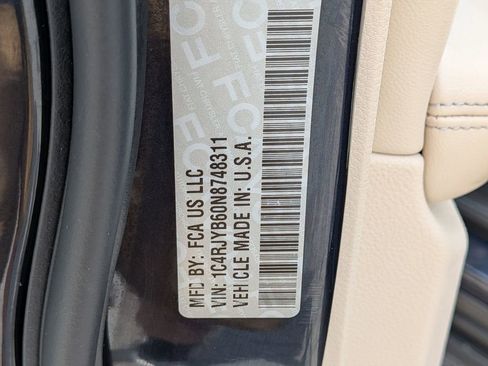 MFD BY: FCA US LLC
VIN: 1C4RJYB60N8748311
VEHICLE MADE IN: U.S.A.